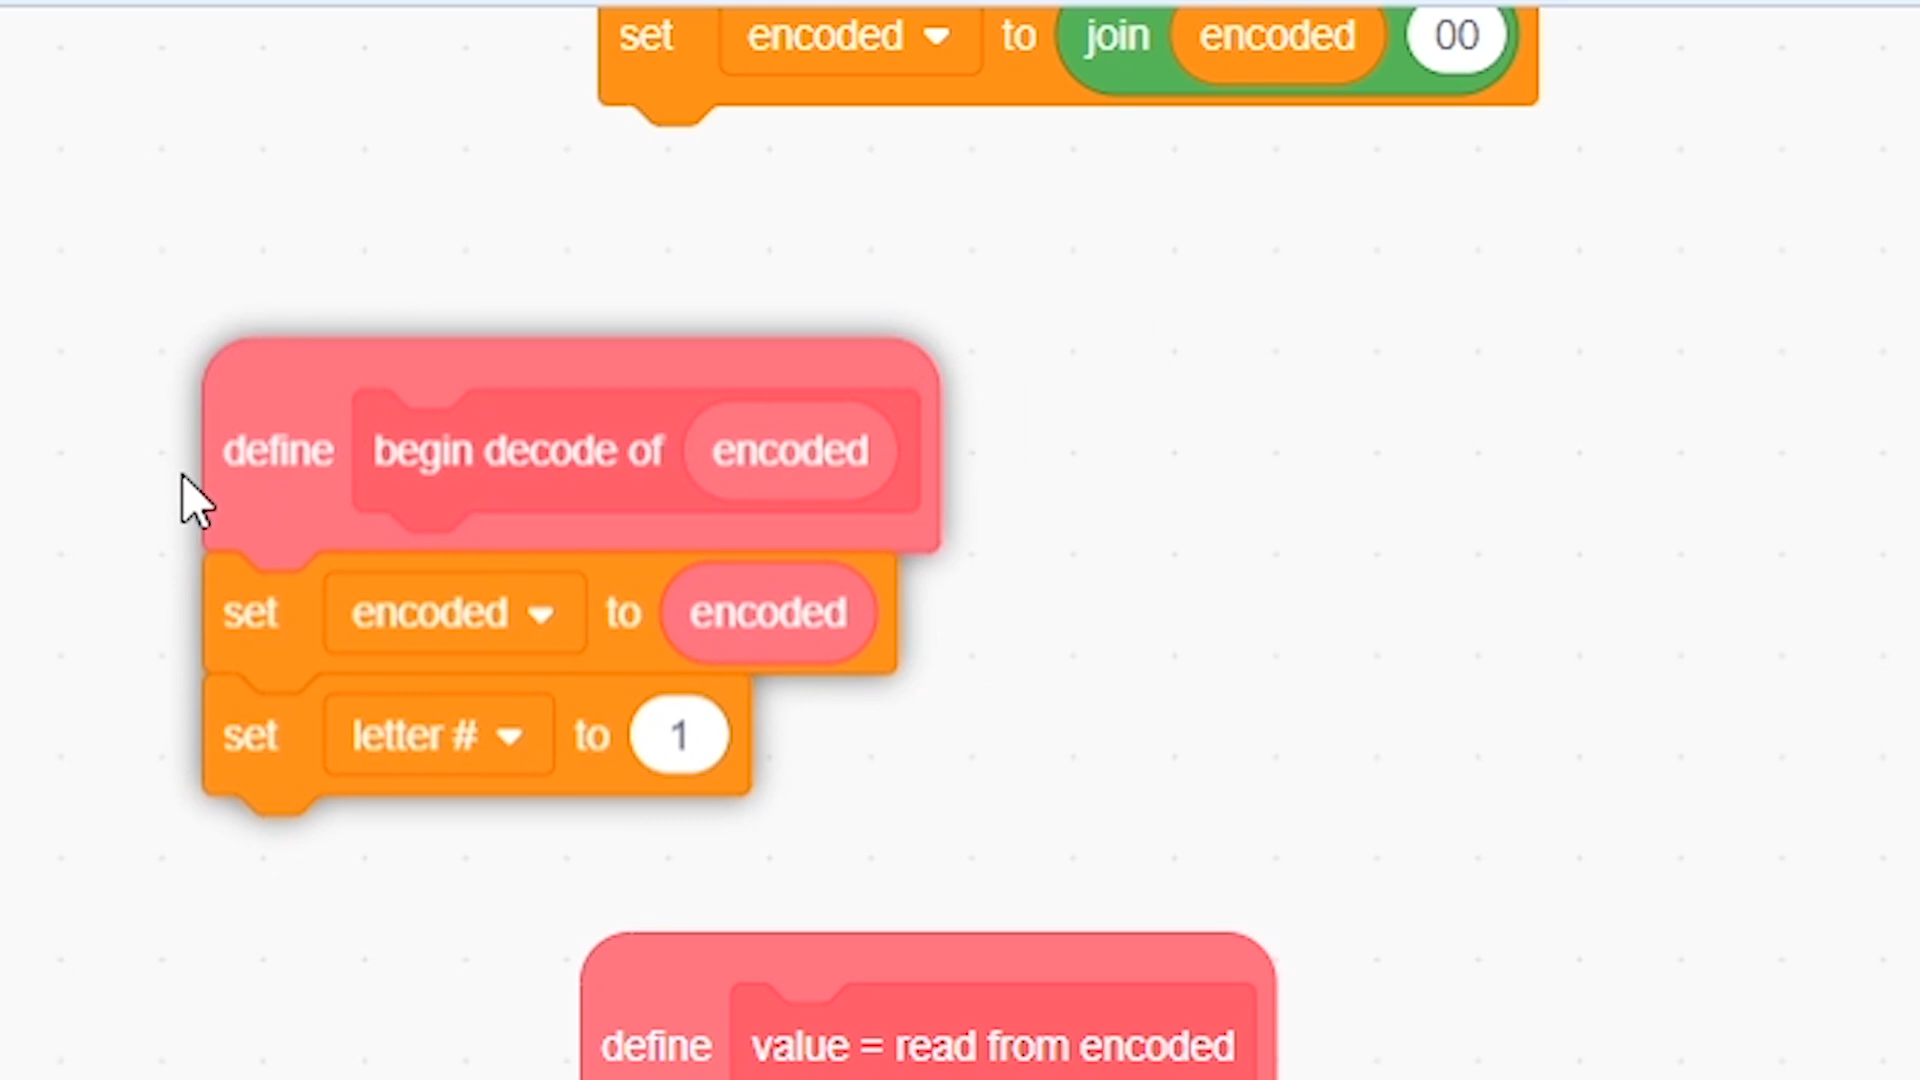 set encoded to join encoded 00
define begin decode of encoded
set encoded to encoded
set letter # to 1
define value = read from encoded